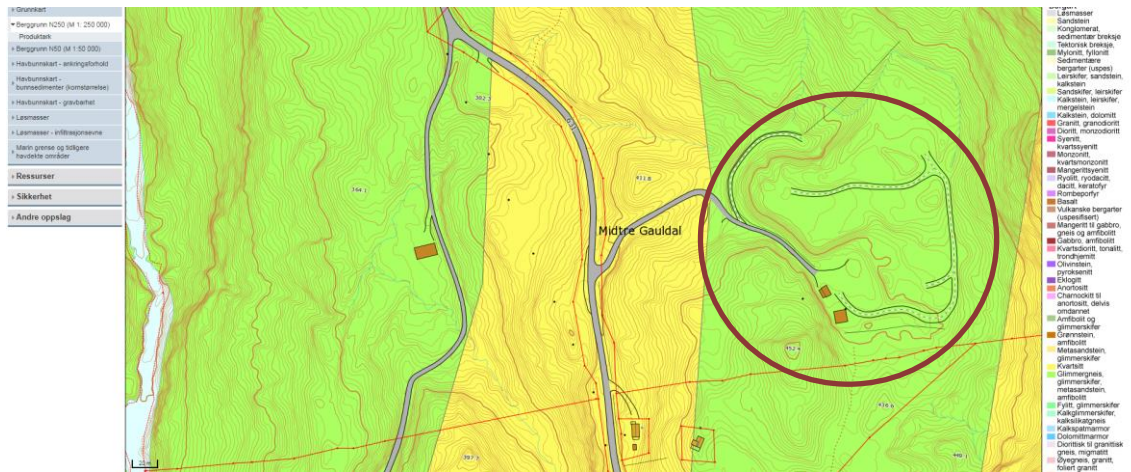 Grunnkart
Berggrunn N250 (M 1: 250 000)
Produktark
Berggrunn N50 (M 1:50 000)
Havbunnskart - ankringsforhold
Havbunnskart -
bunnsedimenter (kornstørrelse)
Havbunnskart - gravbarhet
Løsmasser
Løsmasser - infiltrasjonsevne
Marin grense og tidligere
havdekte områder
Ressurser
Sikkerhet
Andre oppslag
Midtre Gauldal
Løsmasser
Sandstein
Konglomerat,
sedimentær breksje
Tektonisk breksje,
Mylonitt, fyllonitt
Sedimentære
bergarter (uspes)
Leirskifer, sandstein,
kalkstein
Sandskifer, leirskifer
Kalkstein, leirskifer,
mergelstein
Kalkstein, dolomitt
Granitt, granodioritt
Dioritt, monzodioritt
Syenitt,
kvartssyenitt
Monzonitt,
kvartsmonzonitt
Mangerittsyenitt
Ryolitt, ryodacitt,
dacitt, keratofyr
Rombeporfyr
Basalt
Vulkanske bergarter
(uspesifisert)
Mangeritt til gabbro,
gneis og amfibolitt
Gabbro, amfibolitt
Kvartsdioritt, tonalitt,
trondhjemitt
Olivinstein,
pyroksenitt
Eklogitt
Anortositt
Charnockitt til
anortositt, delvis
omdannet
Amfibolitt og
glimmerskifer
Grønnstein,
amfibolitt
Metasandstein,
glimmerskifer
Kvartsitt
Glimmergneis,
glimmerskifer,
metasandstein,
amfibolitt
Fyllitt, glimmerskifer
Kalkglimmerskifer,
kalksilikatgneis
Kalkspatmarmor
Dolomittmarmor
Diorittisk til granittisk
gneis, migmatitt
Øyegneis, granitt,
foliert granitt